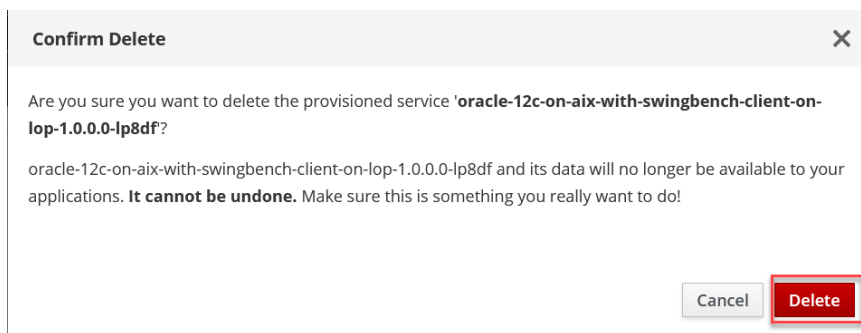 Confirm Delete
Are you sure you want to delete the provisioned service 'oracle-12c-on-aix-with-swingbench-client-on-
lop-1.0.0.0-lp8df'?
oracle-12c-on-aix-with-swingbench-client-on-lop-1.0.0.0-lp8df and its data will no longer be available to your
applications. It cannot be undone. Make sure this is something you really want to do!
Cancel Delete